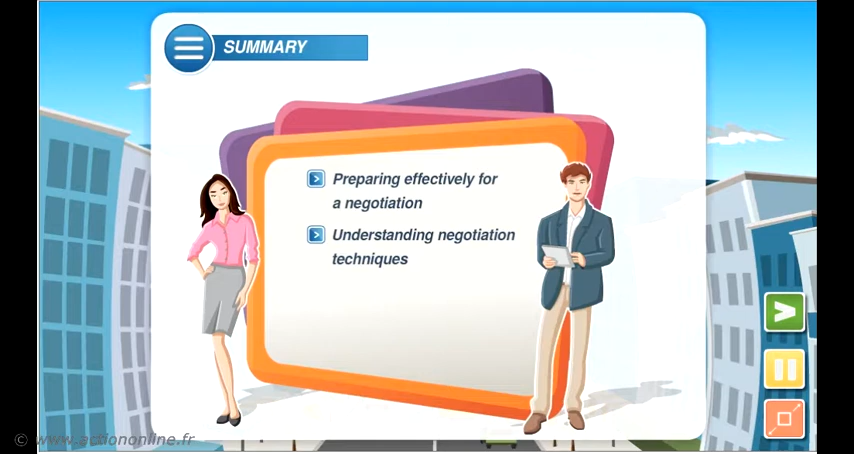 SUMMARY
Preparing effectively for
a negotiation
Understanding negotiation
techniques
© www.actiononline.fr